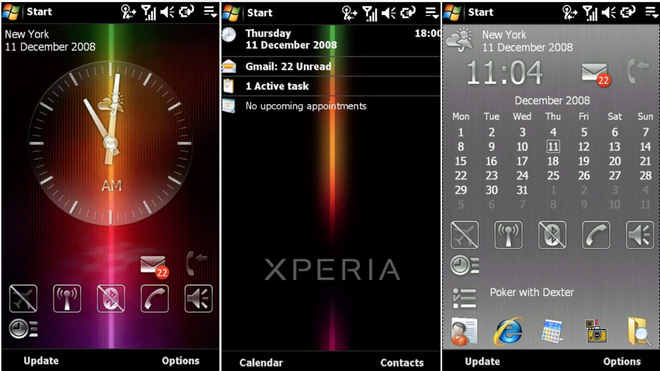 Start
New York
11 December 2008
AM
22
Update
Options
Start
Thursday
18:00
11 December 2008
Gmail: 22 Unread
1 Active task
No upcoming appointments
XPERIA
Calendar
Contacts
Start
New York
11 December 2008
11:04
22
December 2008
Mon Tue Wed Thu Fri Sat Sun
1 2 3 4 5 6 7
8 9 10 11 12 13 14
15 16 17 18 19 20 21
22 23 24 25 26 27 28
29 30 31 1 2 3 4
5 6 7 8 9 10 11
Poker with Dexter
Update
Options